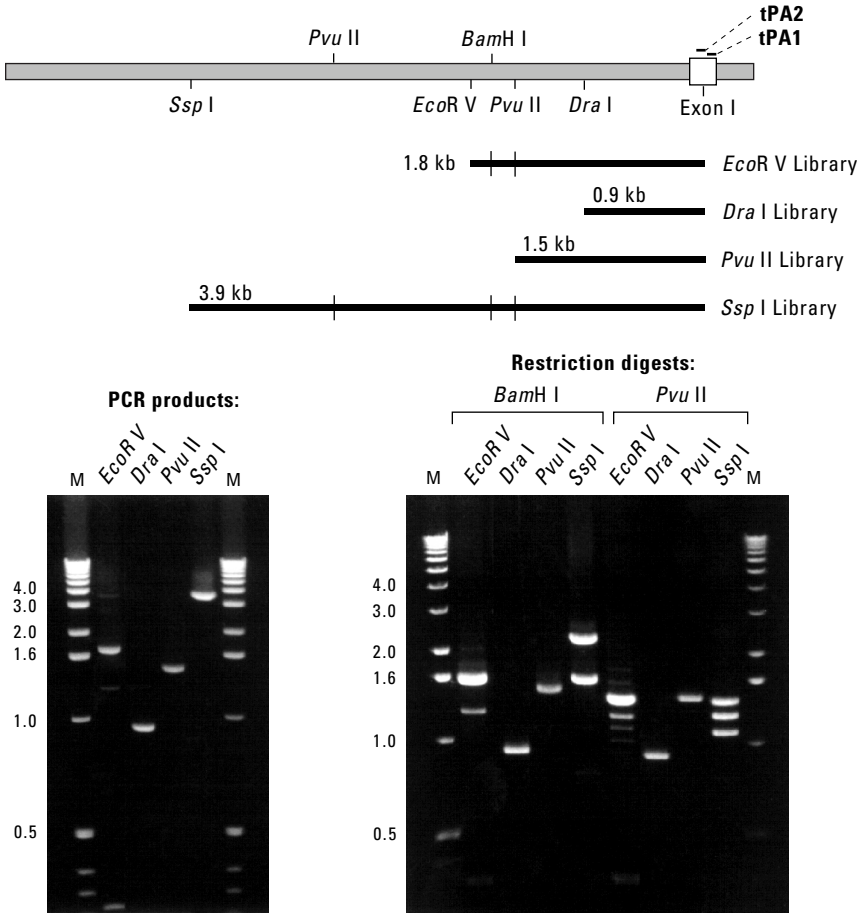 tPA2
tPA1
Pvu II
BamH I
Ssp I
EcoR V
Pvu II
Dra I
Exon I
1.8 kb
EcoR V Library
0.9 kb
Dra I Library
1.5 kb
Pvu II Library
3.9 kb
Ssp I Library
Restriction digests:
PCR products:
BamH I
Pvu II
M
EcoR V
Dra I
Pvu II
Ssp I
M
4.0
3.0
2.0
1.6
1.0
0.5
M
EcoR V
Dra I
Pvu II
Ssp I
EcoR V
Dra I
Pvu II
Ssp I
M
4.0
3.0
2.0
1.6
1.0
0.5